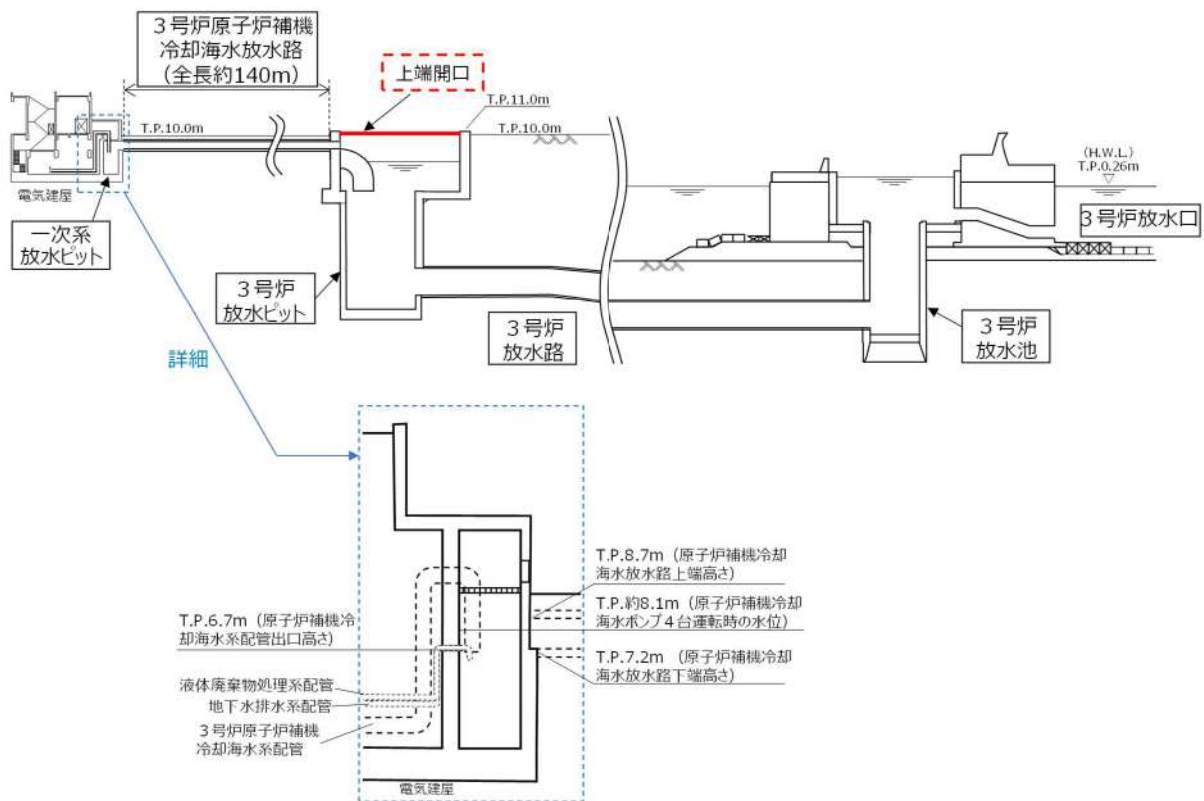 ３号炉原子炉補機
冷却海水放水路
（全長約140m）
上端開口
T.P.11.0m
T.P.10.0m
T.P.10.0m
(H.W.L.)
T.P.0.26m
電気建屋
一次系
放水ピット
３号炉放水口
３号炉
放水ピット
３号炉
放水路
３号炉
放水池
詳細
T.P.8.7m（原子炉補機冷却
海水放水路上端高さ）
T.P.約8.1m（原子炉補機冷却
海水ポンプ４台運転時の水位）
T.P.6.7m（原子炉補機冷
却海水系配管出口高さ）
T.P.7.2m （原子炉補機冷却
海水放水路下端高さ）
液体廃棄物処理系配管
地下水排水系配管
３号炉原子炉補機
冷却海水系配管
電気建屋